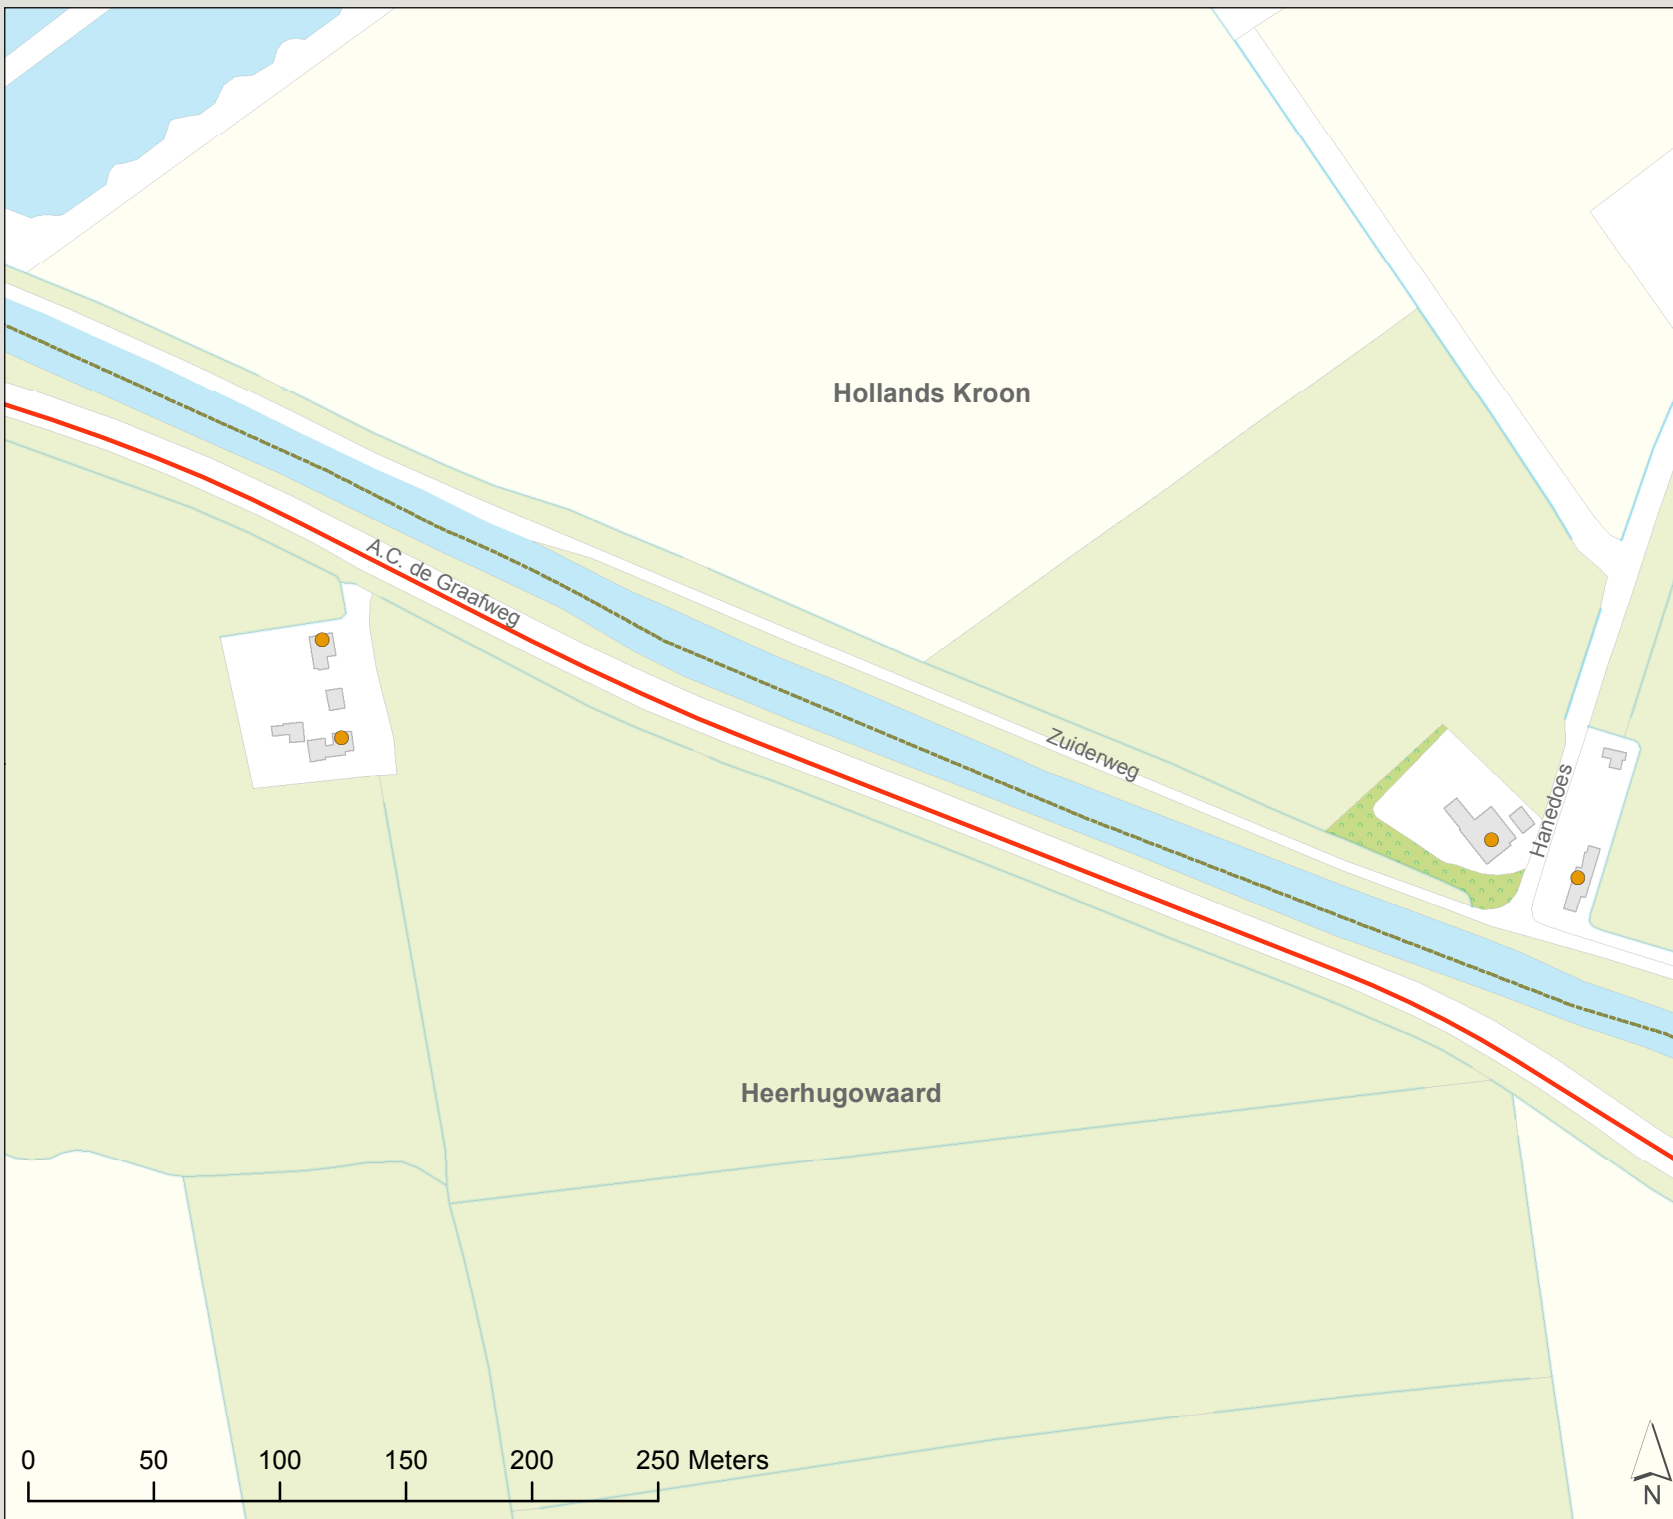 Hollands Kroon
A.C. de Graafweg
Zuiderweg
Hanedoes
Heerhugowaard
0 50 100 150 200 250 Meters
N